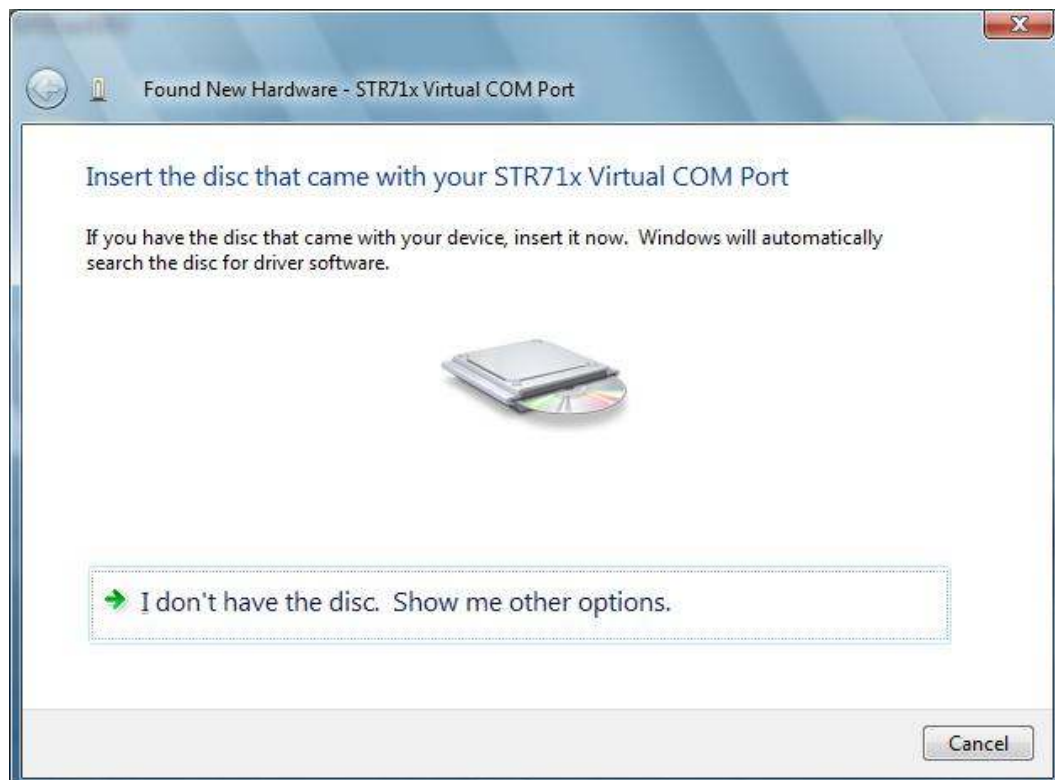 Found New Hardware - STR71x Virtual COM Port
Insert the disc that came with your STR71x Virtual COM Port
If you have the disc that came with your device, insert it now.  Windows will automatically
search the disc for driver software.
I don't have the disc.  Show me other options.
Cancel